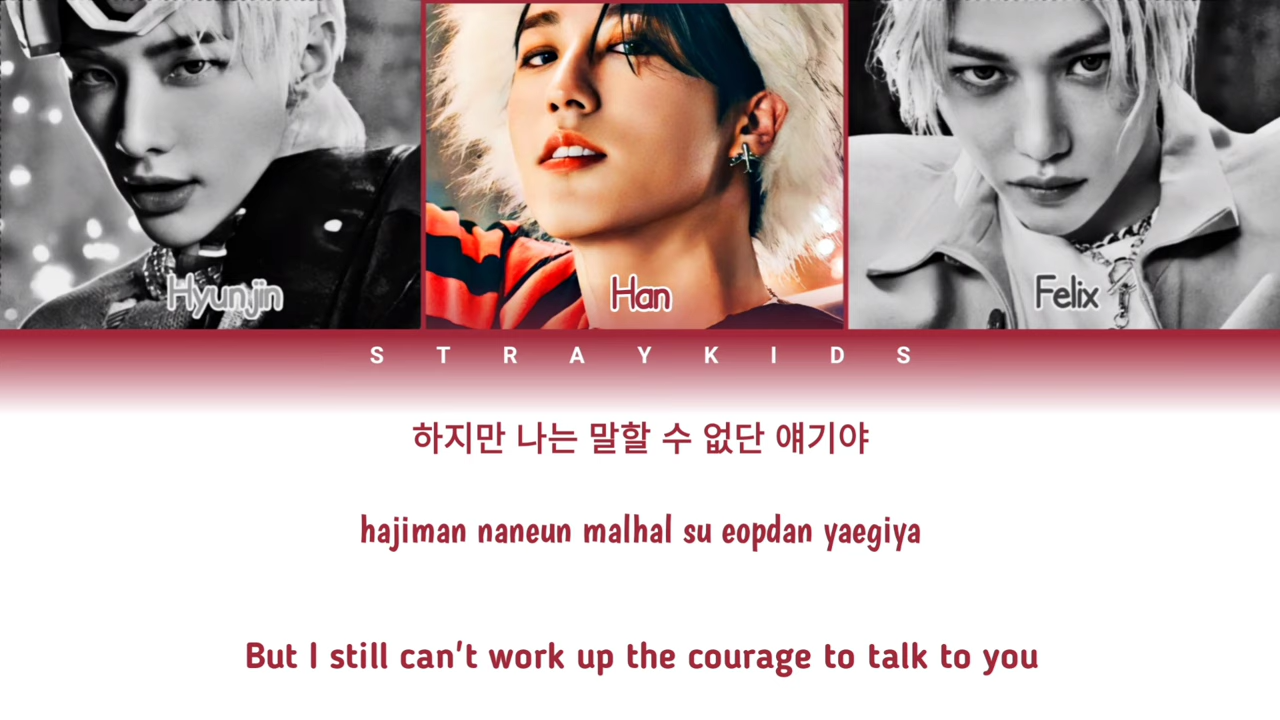 Hyunjin
Han
Felix
STRAYKIDS
하지만 나는 말할 수 없단 얘기야
hajiman naneun malhal su eopdan yaegiya
But I still can't work up the courage to talk to you